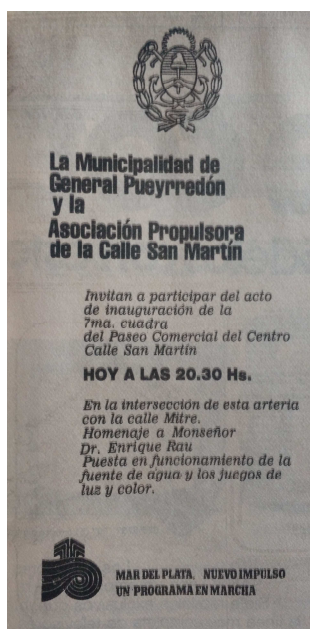 La Municipalidad de
General Pueyrredón
y la
Asociación Propulsora
de la Calle San Martín
Invitan a participar del acto
de inauguración de la
7ma. cuadra
del Paseo Comercial del Centro
Calle San Martín
HOY A LAS 20.30 Hs.
En la intersección de esta arteria
con la calle Mitre.
Homenaje a Monseñor
Dr. Enrique Rau
Puesta en funcionamiento de la
fuente de agua y los juegos de
luz y color.
MAR DEL PLATA. NUEVO IMPULSO
UN PROGRAMA EN MARCHA